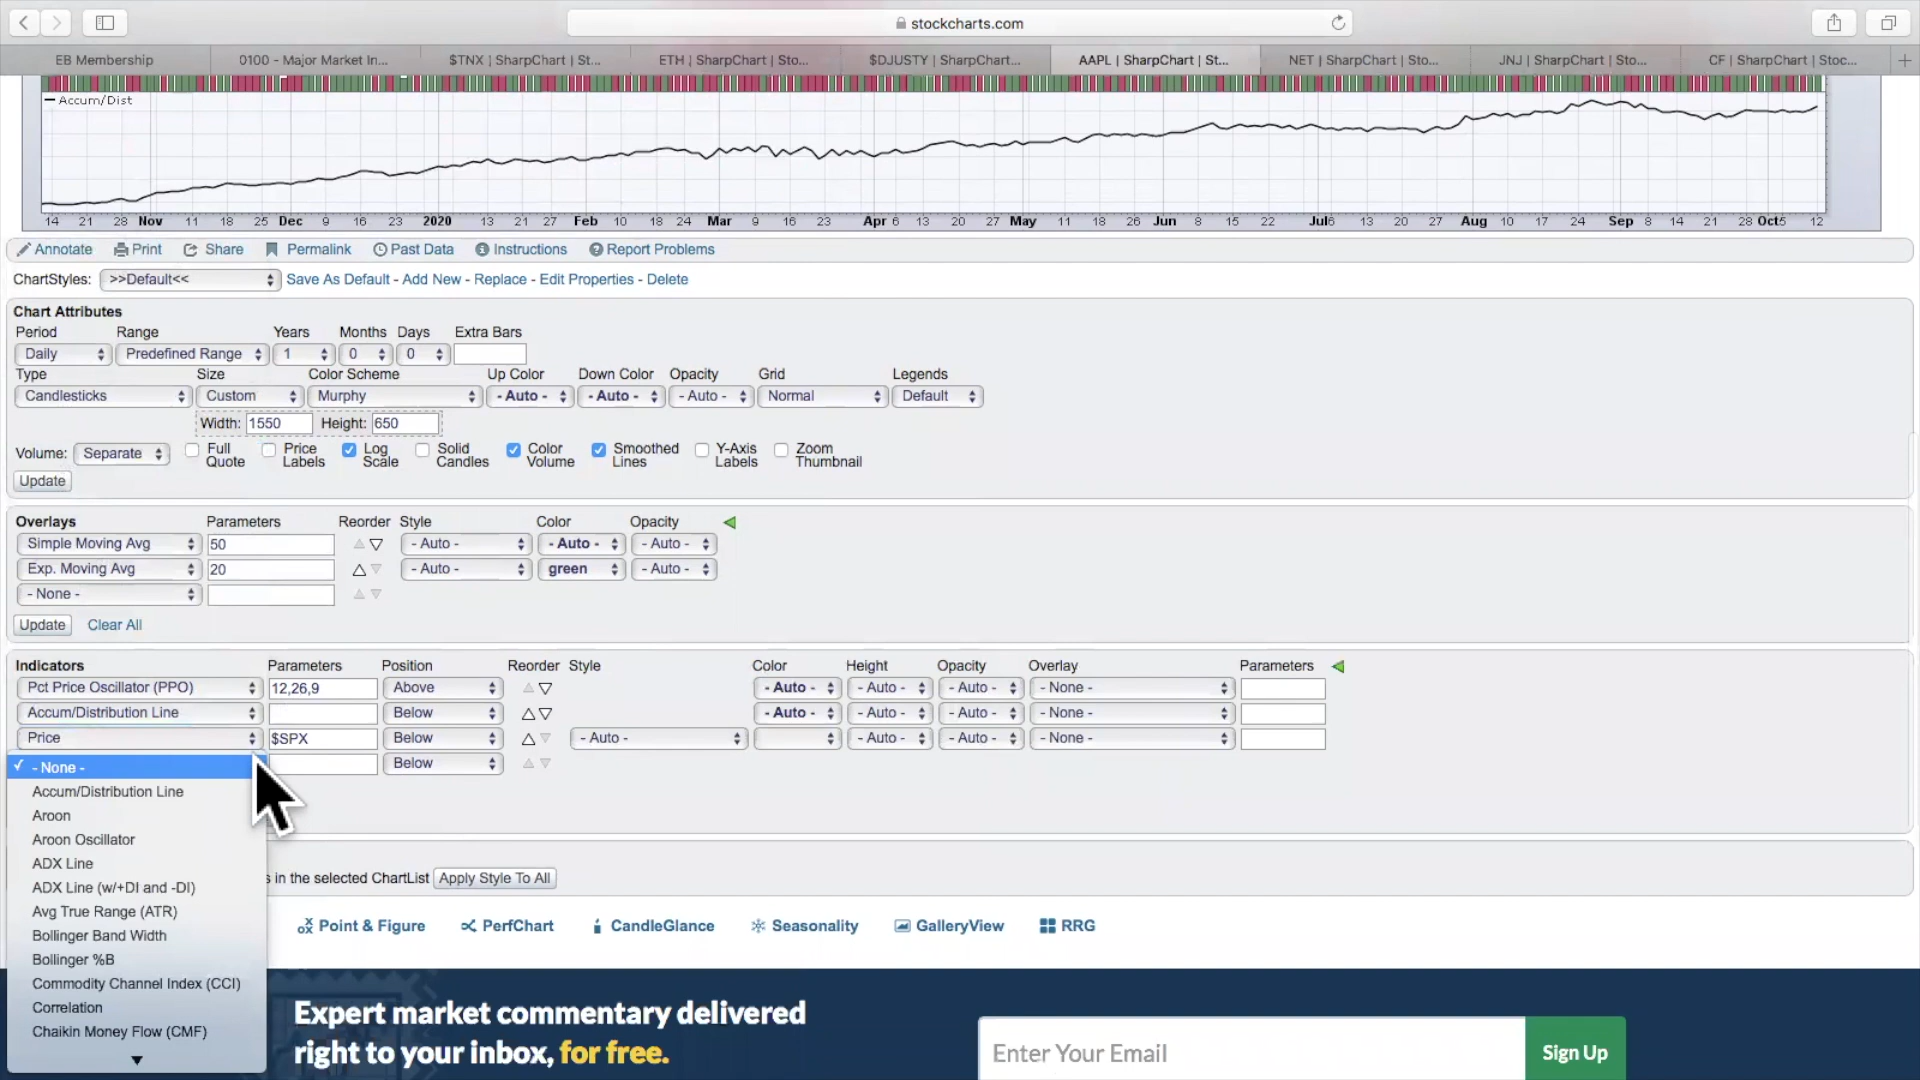 stockcharts.com
EB Membership
0100 - Major Market In...
$TNX | SharpChart | St...
ETH | SharpChart | Sto...
$DJUSTY | SharpChart...
AAPL | SharpChart | St...
NET | SharpChart | Sto...
JNJ | SharpChart | Sto...
CF | SharpChart | Stoc...
Accum/Dist
14 21 28 Nov 11 18 25 Dec 9 16 23 2020 13 21 27 Feb 10 18 24 Mar 9 16 23 Apr 6 13 20 27 May 11 18 26 Jun 8 15 22 Jul6 13 20 27 Aug 10 17 24 Sep 8 14 21 28 Oct5 12
Annotate Print Share Permalink Past Data Instructions Report Problems
ChartStyles: >>Default<< Save As Default - Add New - Replace - Edit Properties - Delete
Chart Attributes
Period Range Years Months Days Extra Bars
Daily Predefined Range 1 0 0
Type Size Color Scheme Up Color Down Color Opacity Grid Legends
Candlesticks Custom Murphy - Auto - - Auto - - Auto - Normal Default
Width: 1550 Height: 650
Volume: Separate Full Quote Price Labels Log Scale Solid Candles Color Volume Smoothed Lines Y-Axis Labels Zoom Thumbnail
Update
Overlays Parameters Reorder Style Color Opacity
Simple Moving Avg 50 - Auto - - Auto - - Auto -
Exp. Moving Avg 20 - Auto - green - Auto -
- None -
Update Clear All
Indicators Parameters Position Reorder Style Color Height Opacity Overlay Parameters
Pct Price Oscillator (PPO) 12,26,9 Above - Auto - - Auto - - Auto - - None -
Accum/Distribution Line Below - Auto - - Auto - - Auto - - None -
Price $SPX Below - Auto - - Auto - - Auto - - None -
- None - Below
Accum/Distribution Line
Aroon
Aroon Oscillator
ADX Line
ADX Line (w/+DI and -DI)
Avg True Range (ATR)
Bollinger Band Width
Bollinger %B
Commodity Channel Index (CCI)
Correlation
Chaikin Money Flow (CMF)
s in the selected ChartList Apply Style To All
Point & Figure PerfChart CandleGlance Seasonality GalleryView RRG
Expert market commentary delivered
right to your inbox, for free.
Enter Your Email Sign Up